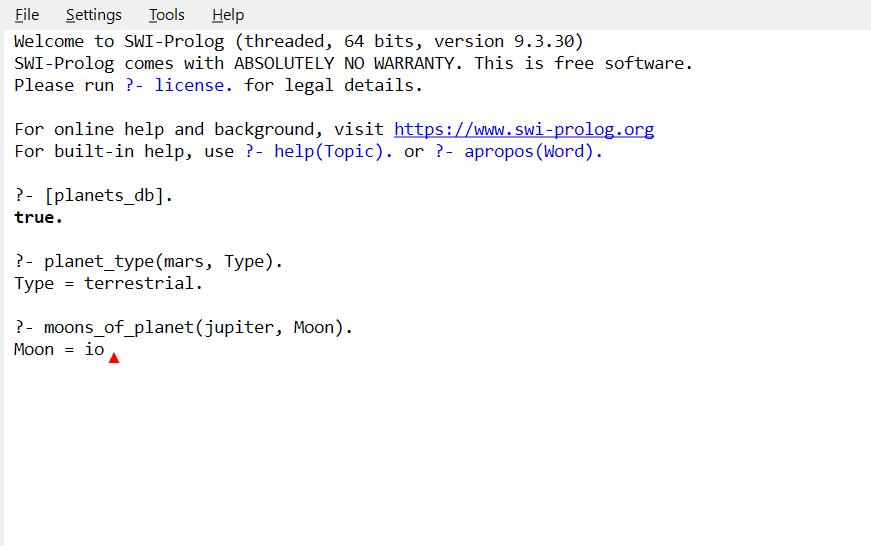 File Settings Tools Help
Welcome to SWI-Prolog (threaded, 64 bits, version 9.3.30)
SWI-Prolog comes with ABSOLUTELY NO WARRANTY. This is free software.
Please run ?- license. for legal details.
For online help and background, visit https://www.swi-prolog.org
For built-in help, use ?- help(Topic). or ?- apropos(Word).
?- [planets_db].
true.
?- planet_type(mars, Type).
Type = terrestrial.
?- moons_of_planet(jupiter, Moon).
Moon = io